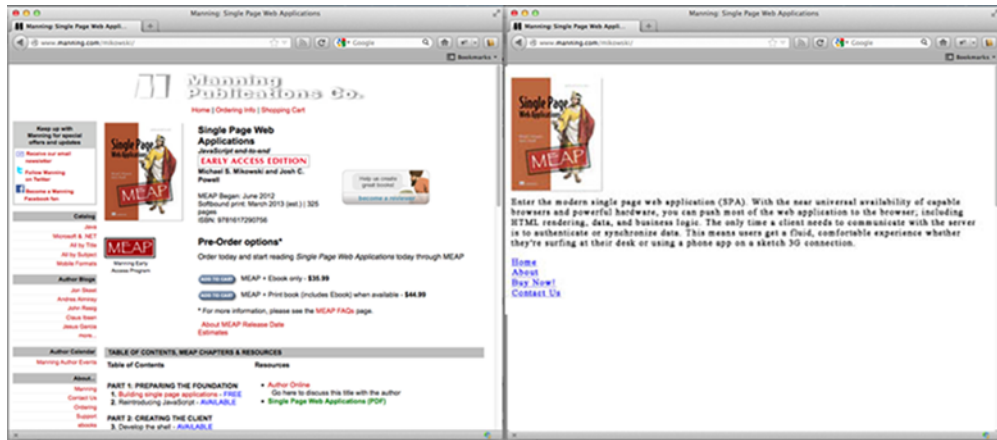 Manning: Single Page Web Applications
Manning: Single Page Web Appli...
www.manning.com/mikowski/
Google
Bookmarks
Manning
Publications Co.
Home | Ordering Info | Shopping Cart
Keep up with
Manning for special
offers and updates
Receive our email
newsletter
Follow Manning
on Twitter
Become a Manning
Facebook fan
Catalog
Java
Microsoft & .NET
All by Title
All by Subject
Mobile Formats
Author Blogs
Jon Skeet
Andres Almiray
John Resig
Claus Ibsen
Jesus Garcia
more...
Author Calendar
Manning Author Events
About...
Manning
Contact Us
Ordering
Support
ebooks
Single Page
Web Applications
MEAP
MEAP
Manning Early
Access Program
Single Page Web
Applications
JavaScript end-to-end
EARLY ACCESS EDITION
Michael S. Mikowski and Josh C.
Powell
MEAP Began: June 2012
Softbound print: March 2013 (est.) | 325
pages
ISBN: 9781617290756
Help us create
great books!
become a reviewer
Pre-Order options*
Order today and start reading Single Page Web Applications today through MEAP
ADD TO CART MEAP + Ebook only - $35.99
ADD TO CART MEAP + Print book (includes Ebook) when available - $44.99
* For more information, please see the MEAP FAQs page.
About MEAP Release Date
Estimates
TABLE OF CONTENTS, MEAP CHAPTERS & RESOURCES
Table of Contents
PART 1: PREPARING THE FOUNDATION
1. Building single page applications - FREE
2. Reintroducing JavaScript - AVAILABLE
PART 2: CREATING THE CLIENT
3. Develop the shell - AVAILABLE
Resources
Author Online
Go here to discuss this title with the author
Single Page Web Applications (PDF)
Manning: Single Page Web Applications
Manning: Single Page Web Appli...
www.manning.com/mikowski/
Google
Bookmarks
Single Page
Web Applications
MEAP
Enter the modern single page web application (SPA). With the near universal availability of capable
browsers and powerful hardware, you can push most of the web application to the browser; including
HTML rendering, data, and business logic. The only time a client needs to communicate with the server
is to authenticate or synchronize data. This means users get a fluid, comfortable experience whether
they're surfing at their desk or using a phone app on a sketch 3G connection.
Home
About
Buy Now!
Contact Us